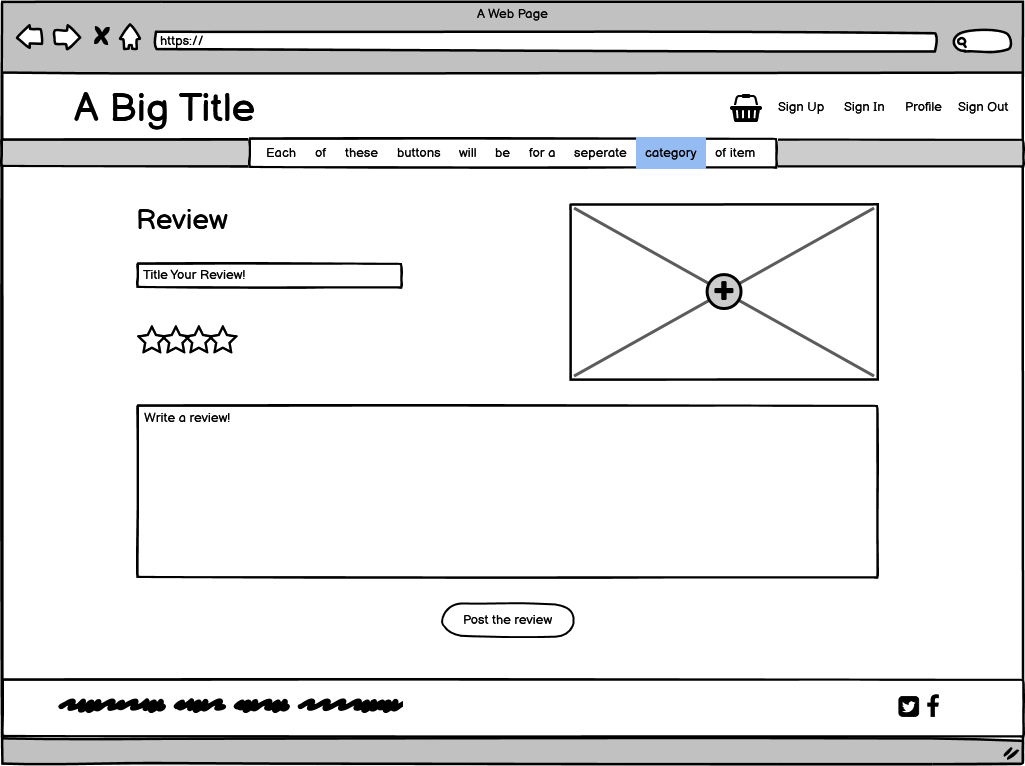 A Web Page
https://
A Big Title
Sign Up Sign In Profile Sign Out
Each of these buttons will be for a seperate category of item
Review
Title Your Review!
Write a review!
Post the review